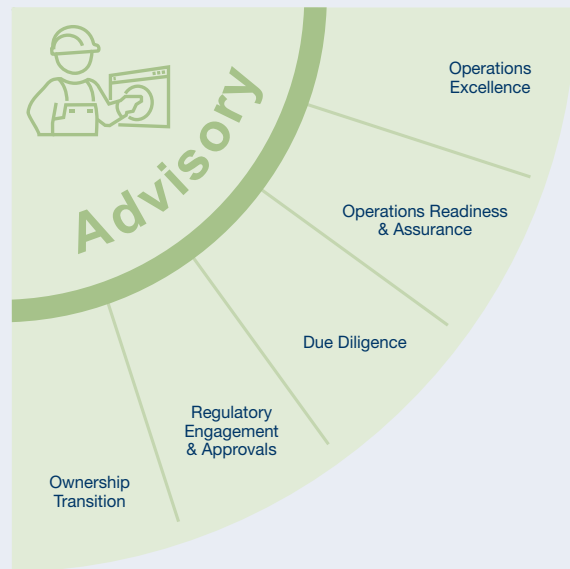 Advisory
Operations
Excellence
Operations Readiness
& Assurance
Due Diligence
Regulatory
Engagement
& Approvals
Ownership
Transition